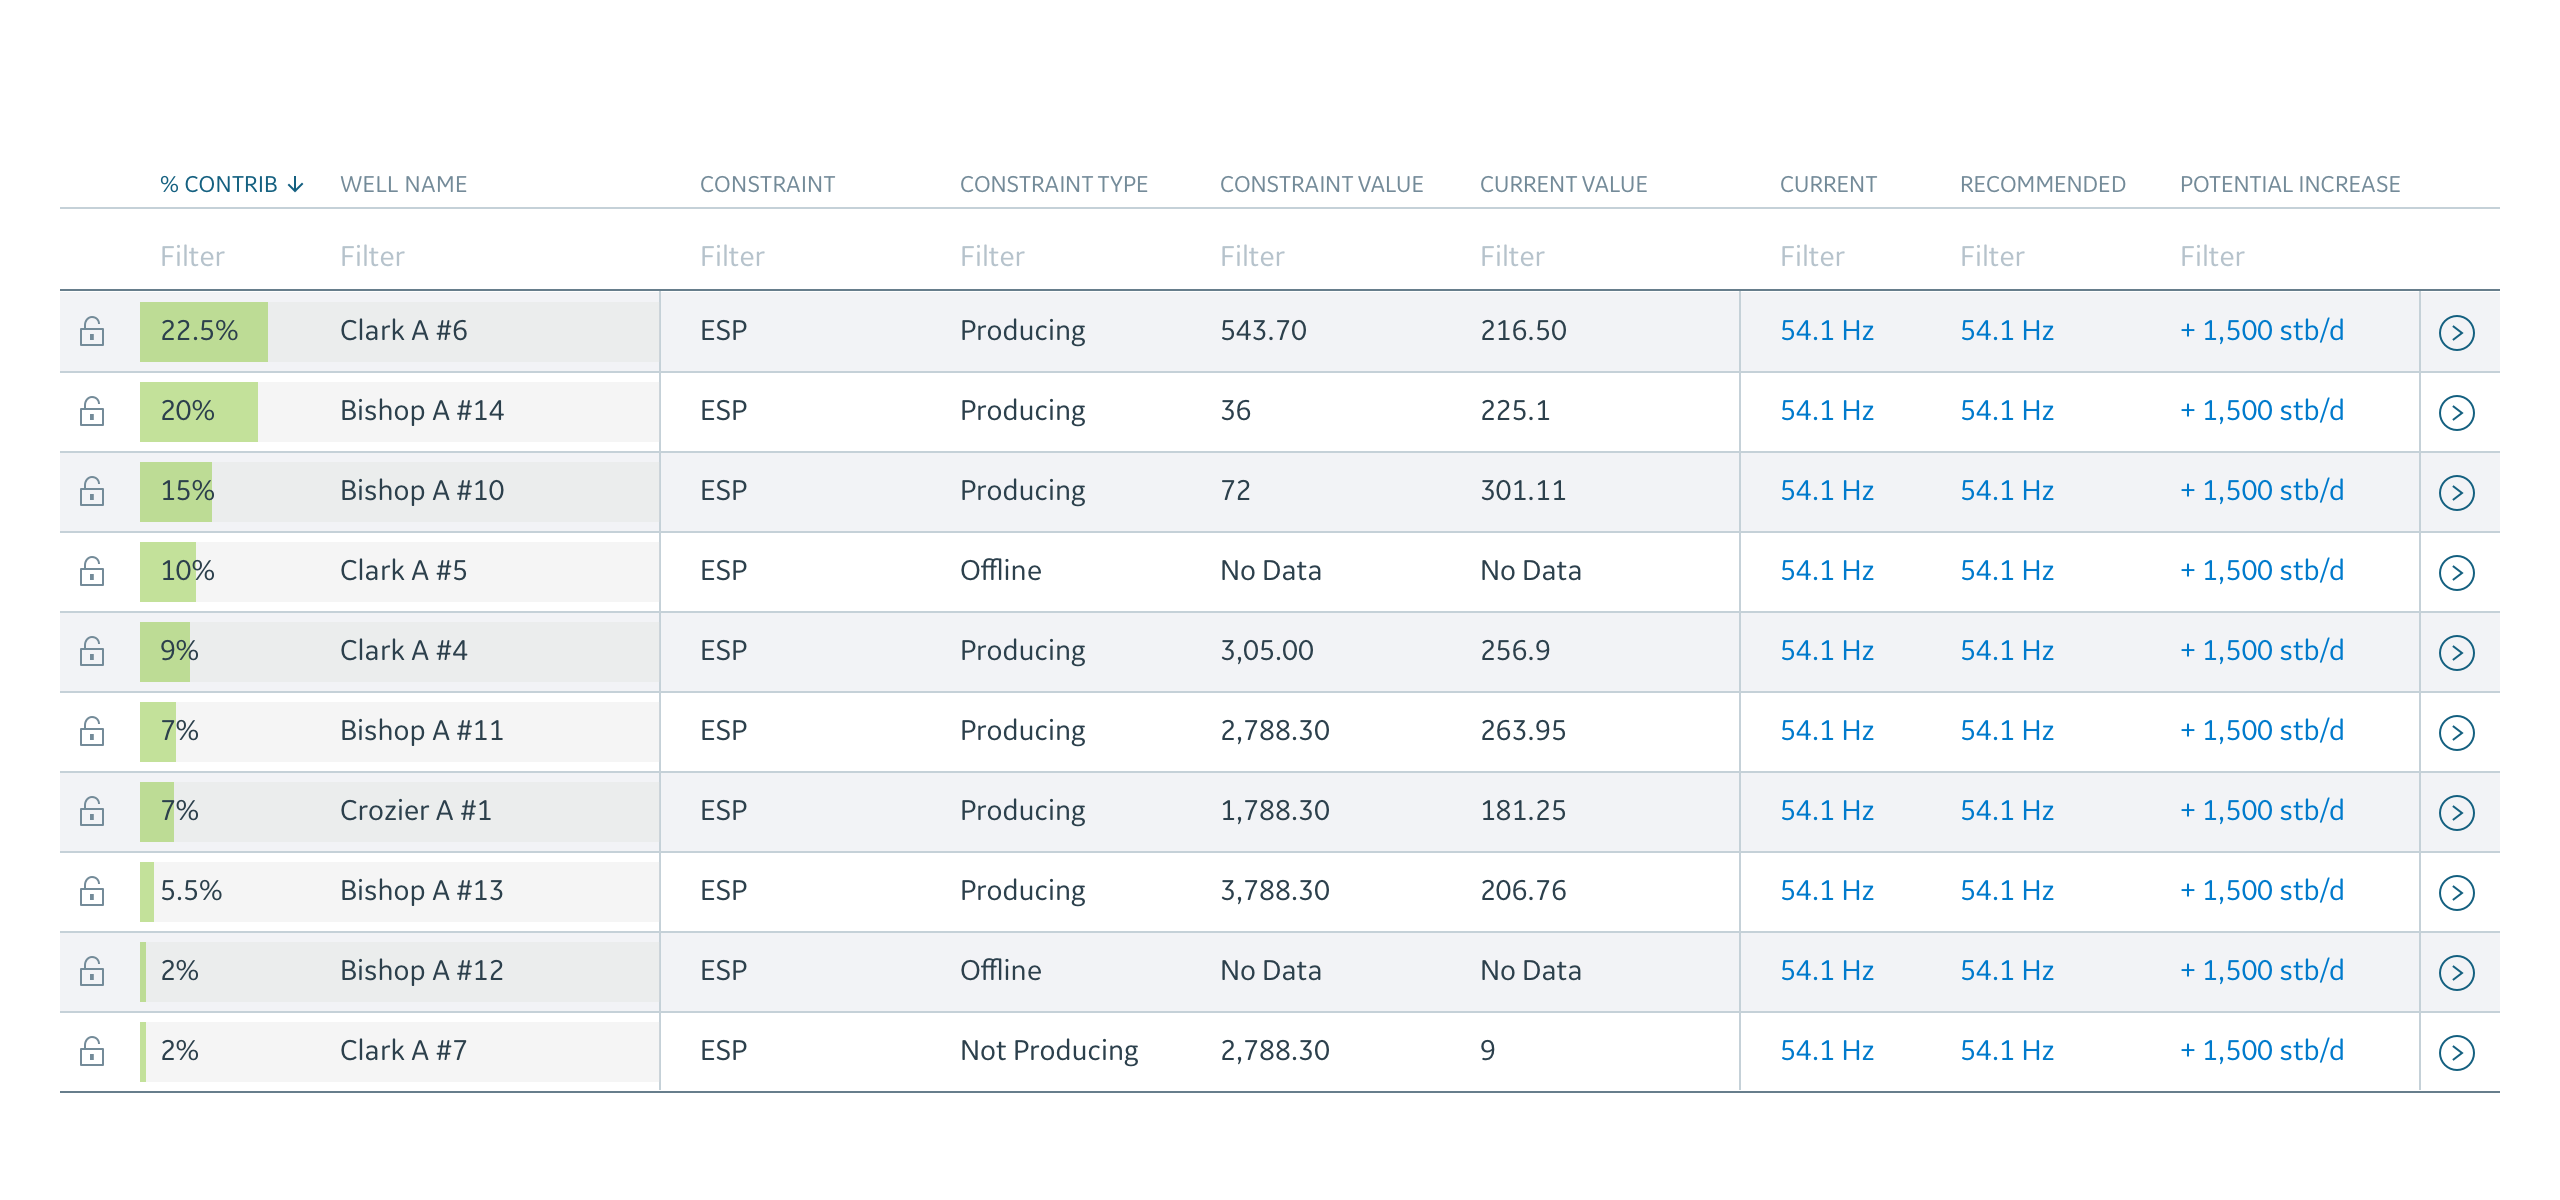 % CONTRIB ↓ WELL NAME CONSTRAINT CONSTRAINT TYPE CONSTRAINT VALUE CURRENT VALUE CURRENT RECOMMENDED POTENTIAL INCREASE
Filter Filter Filter Filter Filter Filter Filter Filter Filter
22.5% Clark A #6 ESP Producing 543.70 216.50 54.1 Hz 54.1 Hz + 1,500 stb/d
20% Bishop A #14 ESP Producing 36 225.1 54.1 Hz 54.1 Hz + 1,500 stb/d
15% Bishop A #10 ESP Producing 72 301.11 54.1 Hz 54.1 Hz + 1,500 stb/d
10% Clark A #5 ESP Offline No Data No Data 54.1 Hz 54.1 Hz + 1,500 stb/d
9% Clark A #4 ESP Producing 3,05.00 256.9 54.1 Hz 54.1 Hz + 1,500 stb/d
7% Bishop A #11 ESP Producing 2,788.30 263.95 54.1 Hz 54.1 Hz + 1,500 stb/d
7% Crozier A #1 ESP Producing 1,788.30 181.25 54.1 Hz 54.1 Hz + 1,500 stb/d
5.5% Bishop A #13 ESP Producing 3,788.30 206.76 54.1 Hz 54.1 Hz + 1,500 stb/d
2% Bishop A #12 ESP Offline No Data No Data 54.1 Hz 54.1 Hz + 1,500 stb/d
2% Clark A #7 ESP Not Producing 2,788.30 9 54.1 Hz 54.1 Hz + 1,500 stb/d